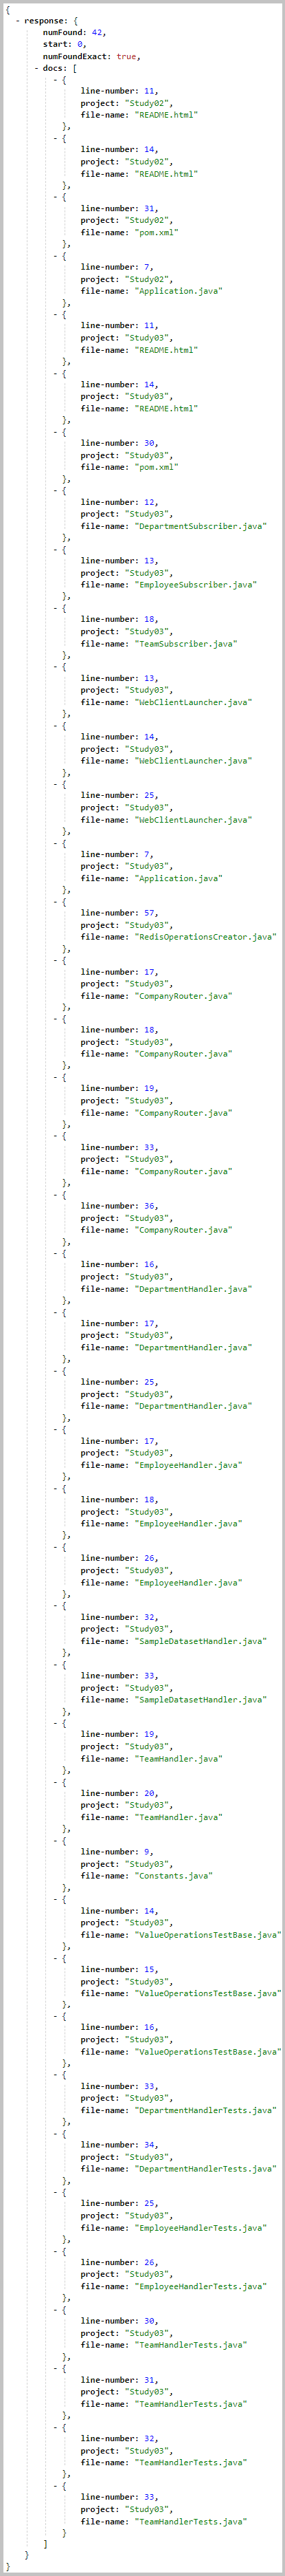 {
- response: {
numFound: 42,
start: 0,
numFoundExact: true,
- docs: [
- {
line-number: 11,
project: "Study02",
file-name: "README.html"
},
- {
line-number: 14,
project: "Study02",
file-name: "README.html"
},
- {
line-number: 31,
project: "Study02",
file-name: "pom.xml"
},
- {
line-number: 7,
project: "Study02",
file-name: "Application.java"
},
- {
line-number: 11,
project: "Study03",
file-name: "README.html"
},
- {
line-number: 14,
project: "Study03",
file-name: "README.html"
},
- {
line-number: 30,
project: "Study03",
file-name: "pom.xml"
},
- {
line-number: 12,
project: "Study03",
file-name: "DepartmentSubscriber.java"
},
- {
line-number: 13,
project: "Study03",
file-name: "EmployeeSubscriber.java"
},
- {
line-number: 18,
project: "Study03",
file-name: "TeamSubscriber.java"
},
- {
line-number: 13,
project: "Study03",
file-name: "WebClientLauncher.java"
},
- {
line-number: 14,
project: "Study03",
file-name: "WebClientLauncher.java"
},
- {
line-number: 25,
project: "Study03",
file-name: "WebClientLauncher.java"
},
- {
line-number: 7,
project: "Study03",
file-name: "Application.java"
},
- {
line-number: 57,
project: "Study03",
file-name: "RedisOperationsCreator.java"
},
- {
line-number: 17,
project: "Study03",
file-name: "CompanyRouter.java"
},
- {
line-number: 18,
project: "Study03",
file-name: "CompanyRouter.java"
},
- {
line-number: 19,
project: "Study03",
file-name: "CompanyRouter.java"
},
- {
line-number: 33,
project: "Study03",
file-name: "CompanyRouter.java"
},
- {
line-number: 36,
project: "Study03",
file-name: "CompanyRouter.java"
},
- {
line-number: 16,
project: "Study03",
file-name: "DepartmentHandler.java"
},
- {
line-number: 17,
project: "Study03",
file-name: "DepartmentHandler.java"
},
- {
line-number: 25,
project: "Study03",
file-name: "DepartmentHandler.java"
},
- {
line-number: 17,
project: "Study03",
file-name: "EmployeeHandler.java"
},
- {
line-number: 18,
project: "Study03",
file-name: "EmployeeHandler.java"
},
- {
line-number: 26,
project: "Study03",
file-name: "EmployeeHandler.java"
},
- {
line-number: 32,
project: "Study03",
file-name: "SampleDatasetHandler.java"
},
- {
line-number: 33,
project: "Study03",
file-name: "SampleDatasetHandler.java"
},
- {
line-number: 19,
project: "Study03",
file-name: "TeamHandler.java"
},
- {
line-number: 20,
project: "Study03",
file-name: "TeamHandler.java"
},
- {
line-number: 9,
project: "Study03",
file-name: "Constants.java"
},
- {
line-number: 14,
project: "Study03",
file-name: "ValueOperationsTestBase.java"
},
- {
line-number: 15,
project: "Study03",
file-name: "ValueOperationsTestBase.java"
},
- {
line-number: 16,
project: "Study03",
file-name: "ValueOperationsTestBase.java"
},
- {
line-number: 33,
project: "Study03",
file-name: "DepartmentHandlerTests.java"
},
- {
line-number: 34,
project: "Study03",
file-name: "DepartmentHandlerTests.java"
},
- {
line-number: 25,
project: "Study03",
file-name: "EmployeeHandlerTests.java"
},
- {
line-number: 26,
project: "Study03",
file-name: "EmployeeHandlerTests.java"
},
- {
line-number: 30,
project: "Study03",
file-name: "TeamHandlerTests.java"
},
- {
line-number: 31,
project: "Study03",
file-name: "TeamHandlerTests.java"
},
- {
line-number: 32,
project: "Study03",
file-name: "TeamHandlerTests.java"
},
- {
line-number: 33,
project: "Study03",
file-name: "TeamHandlerTests.java"
}
]
}
}